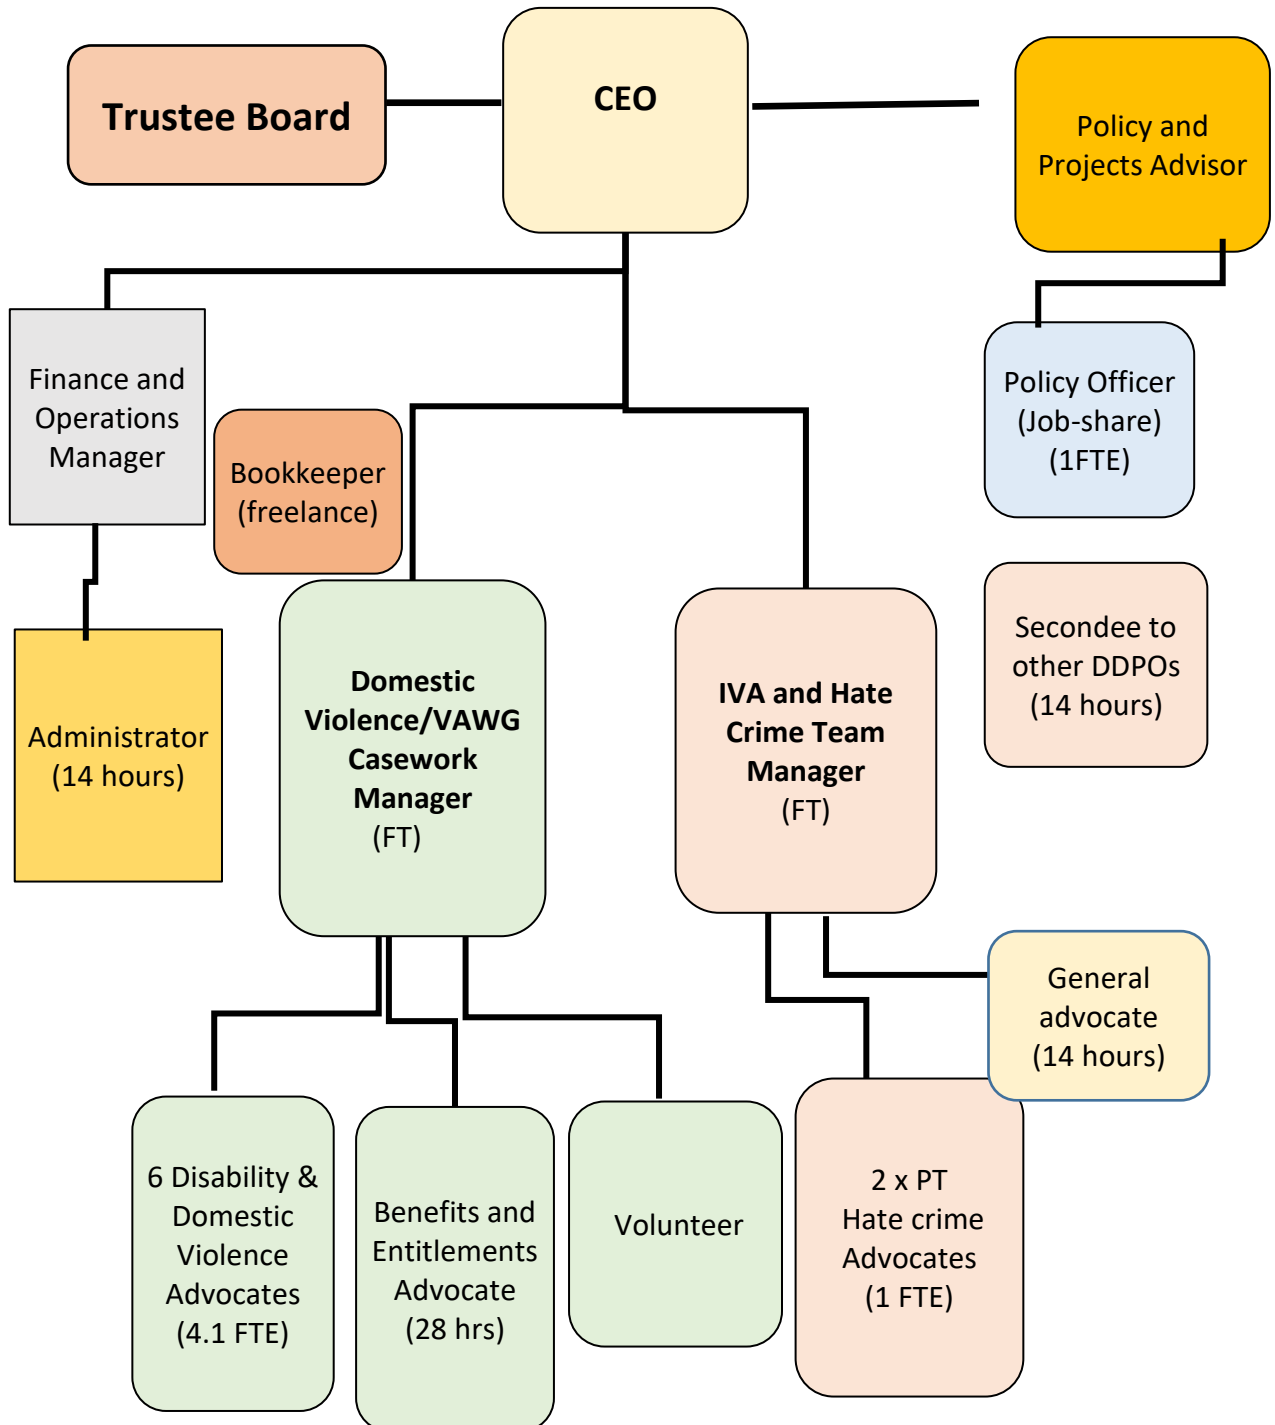 Trustee Board
CEO
Policy and
Projects Advisor
Finance and
Operations
Manager
Bookkeeper
(freelance)
Policy Officer
(Job-share)
(1FTE)
Administrator
(14 hours)
Domestic
Violence/VAWG
Casework
Manager
(FT)
IVA and Hate
Crime Team
Manager
(FT)
Secondee to
other DDPOs
(14 hours)
General
advocate
(14 hours)
6 Disability &
Domestic
Violence
Advocates
(4.1 FTE)
Benefits and
Entitlements
Advocate
(28 hrs)
Volunteer
2 x PT
Hate crime
Advocates
(1 FTE)